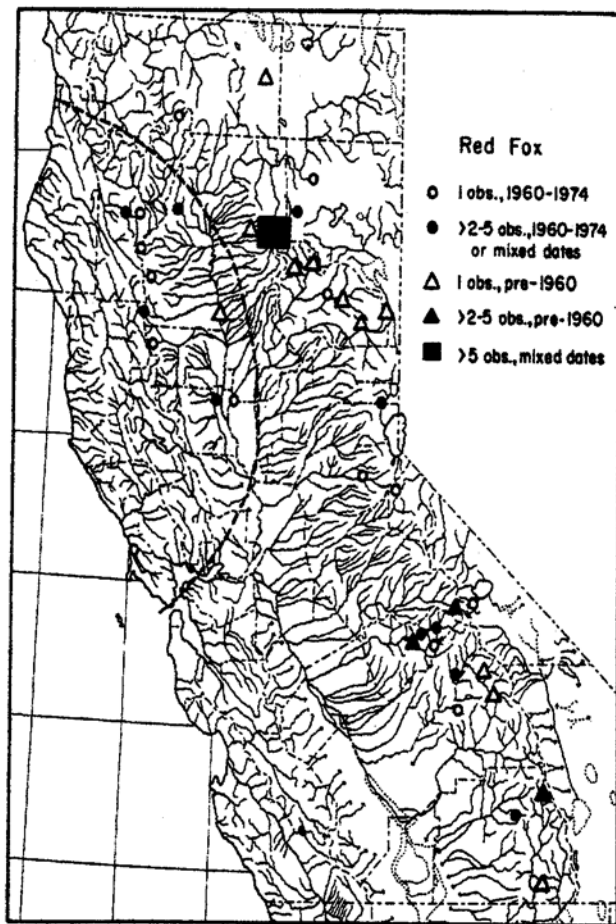 Red Fox
1 obs., 1960-1974
>2-5 obs., 1960-1974
or mixed dates
1 obs., pre-1960
>2-5 obs., pre-1960
>5 obs., mixed dates